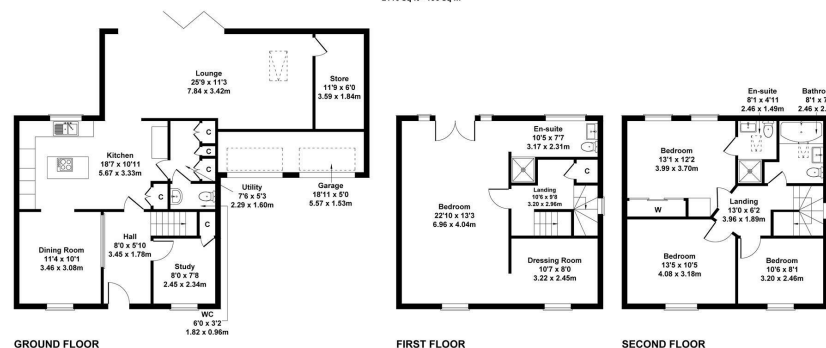 Lounge
25'9 x 11'3
7.84 x 3.42m
Store
11'9 x 6'0
3.59 x 1.84m
Kitchen
18'7 x 10'11
5.67 x 3.33m
C
C
C
C
Utility
7'6 x 5'3
2.29 x 1.60m
Garage
18'11 x 5'0
5.57 x 1.53m
Dining Room
11'4 x 10'1
3.46 x 3.08m
Hall
8'0 x 5'10
3.45 x 1.78m
C
Study
8'0 x 7'8
2.45 x 2.34m
WC
6'0 x 3'2
1.82 x 0.96m
GROUND FLOOR
En-suite
10'5 x 7'7
3.17 x 2.31m
C
Landing
10'6 x 9'8
3.20 x 2.96m
Bedroom
22'10 x 13'3
6.96 x 4.04m
Dressing Room
10'7 x 8'0
3.22 x 2.45m
FIRST FLOOR
En-suite
8'1 x 4'11
2.46 x 1.49m
Bathro
8'1 x 7
2.46 x 2.
Bedroom
13'1 x 12'2
3.99 x 3.70m
W
Landing
13'0 x 6'2
3.96 x 1.89m
Bedroom
13'5 x 10'5
4.08 x 3.18m
Bedroom
10'6 x 8'1
3.20 x 2.46m
SECOND FLOOR